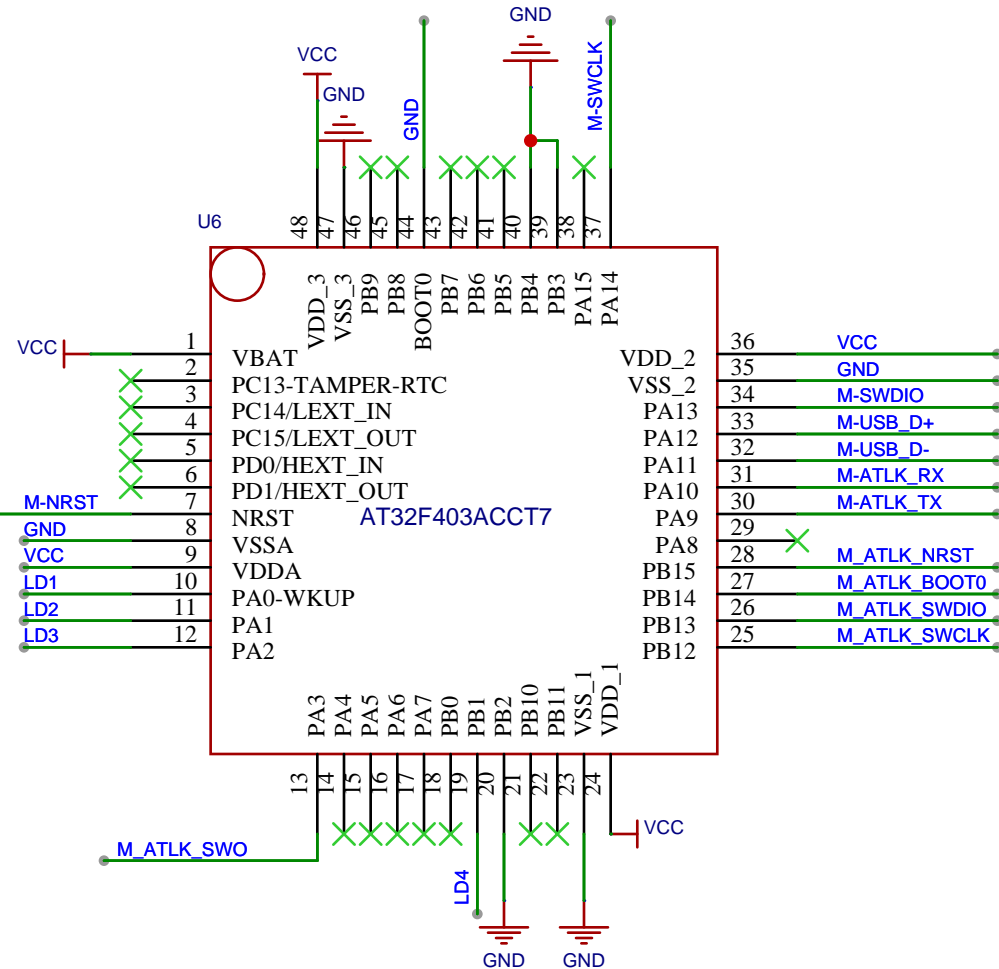 GND
VCC
GND
GND
M-SWCLK
U6
48
47
46
45
44
43
42
41
40
39
38
37
VDD_3
VSS_3
PB9
PB8
BOOT0
PB7
PB6
PB5
PB4
PB3
PA15
PA14
VCC
1 VBAT
2 PC13-TAMPER-RTC
3 PC14/LEXT_IN
4 PC15/LEXT_OUT
5 PD0/HEXT_IN
6 PD1/HEXT_OUT
M-NRST 7 NRST
GND 8 VSSA
VCC 9 VDDA
LD1 10 PA0-WKUP
LD2 11 PA1
LD3 12 PA2
AT32F403ACCT7
VDD_2 36 VCC
VSS_2 35 GND
PA13 34 M-SWDIO
PA12 33 M-USB_D+
PA11 32 M-USB_D-
PA10 31 M-ATLK_RX
PA9 30 M-ATLK_TX
PA8 29
PB15 28 M_ATLK_NRST
PB14 27 M_ATLK_BOOT0
PB13 26 M_ATLK_SWDIO
PB12 25 M_ATLK_SWCLK
PA3
PA4
PA5
PA6
PA7
PB0
PB1
PB2
PB10
PB11
VSS_1
VDD_1
13
14
15
16
17
18
19
20
21
22
23
24
M_ATLK_SWO
LD4
VCC
GND
GND